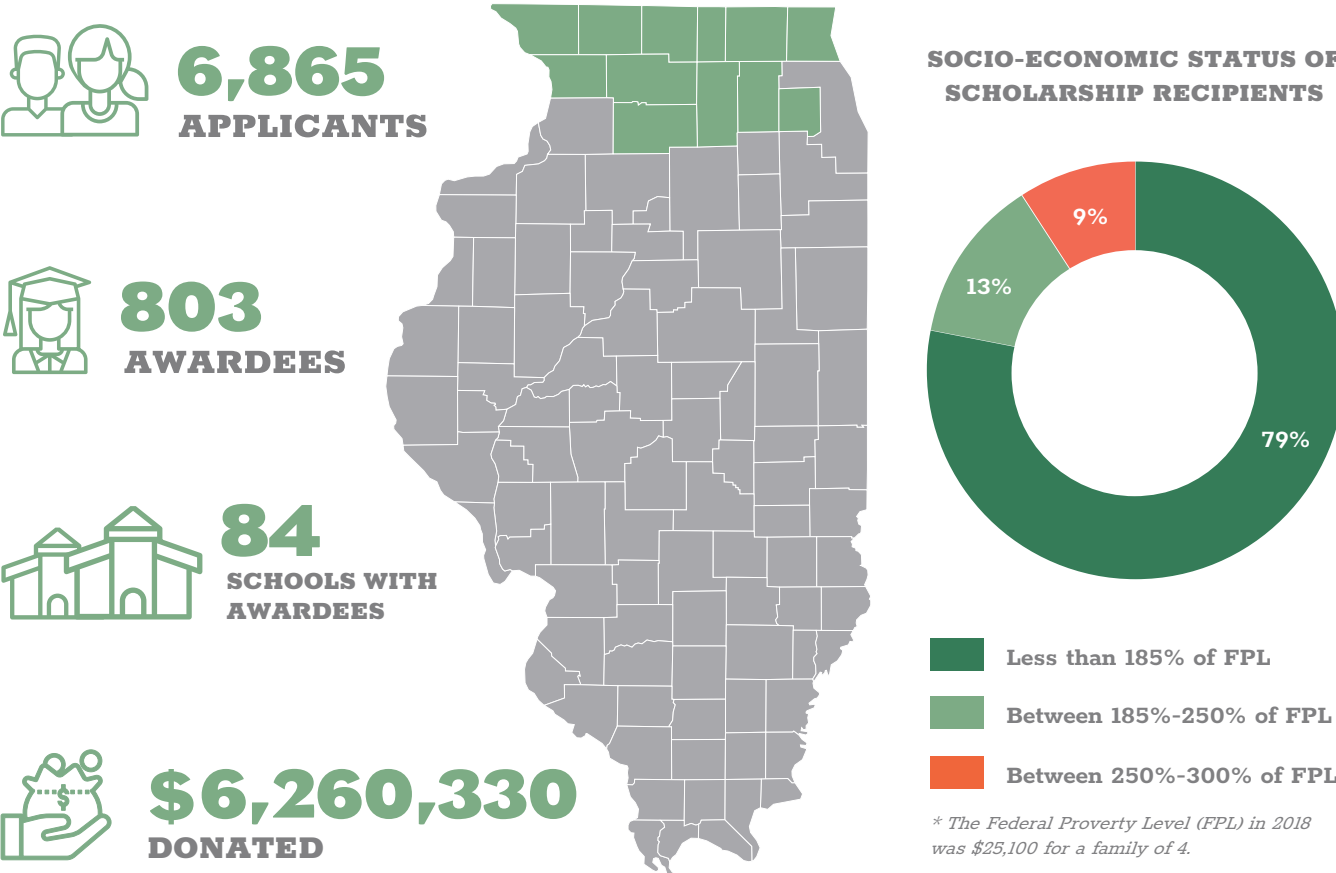 6,865
APPLICANTS
803
AWARDEES
84
SCHOOLS WITH
AWARDEES
$
$6,260,330
DONATED
SOCIO-ECONOMIC STATUS OF
SCHOLARSHIP RECIPIENTS
9%
13%
79%
Less than 185% of FPL
Between 185%-250% of FPL
Between 250%-300% of FPL
* The Federal Proverty Level (FPL) in 2018
was $25,100 for a family of 4.